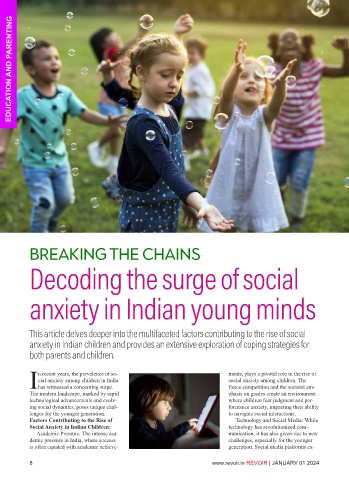 EDUCATION AND PARENTING
BREAKING THE CHAINS
Decoding the surge of social
anxiety in Indian young minds
This article delves deeper into the multifaceted factors contributing to the rise of social
anxiety in Indian children and provides an extensive exploration of coping strategies for
both parents and children.
In recent years, the prevalence of so-
cial anxiety among children in India
has witnessed a concerning surge.
The modern landscape, marked by rapid
technological advancements and evolv-
ing social dynamics, poses unique chal-
lenges for the younger generation.
Factors Contributing to the Rise of
Social Anxiety in Indian Children:
Academic Pressure: The intense aca-
demic pressure in India, where success
is often equated with academic achieve-
ments, plays a pivotal role in the rise of
social anxiety among children. The
fierce competition and the societal em-
phasis on grades create an environment
where children fear judgment and per-
formance anxiety, impacting their ability
to navigate social interactions.
Technology and Social Media: While
technology has revolutionized com-
munication, it has also given rise to new
challenges, especially for the younger
generation. Social media platforms ex-
8
www.revoir.in REVOIR | JANUARY 01 2024